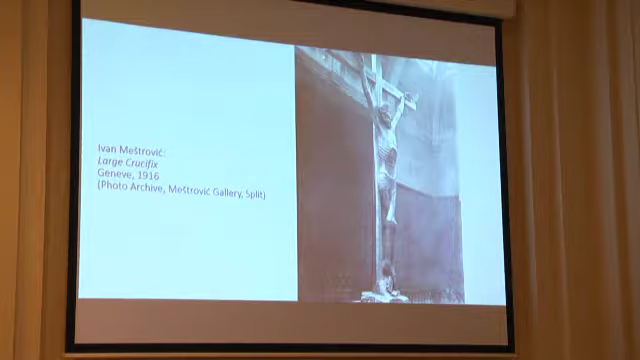 Ivan Meštrović:
Large Crucifix
Geneve, 1916
(Photo Archive, Meštrović Gallery, Split)